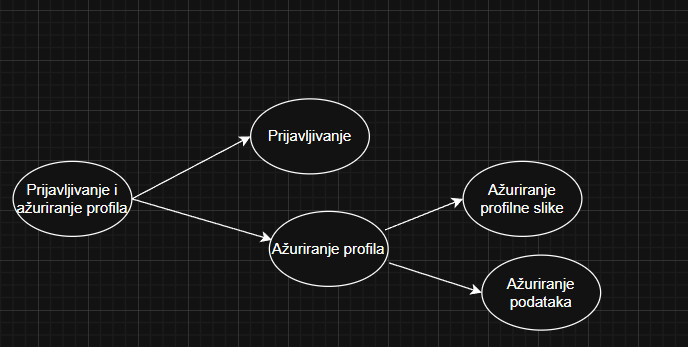 Prijavljivanje
Prijavljivanje i
ažuriranje profila
Ažuriranje
profilne slike
Ažuriranje profila
Ažuriranje
podataka